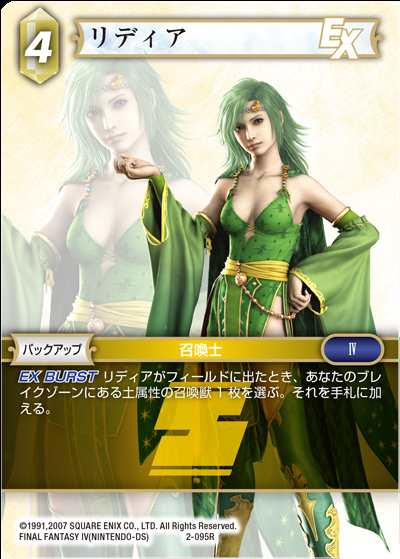 4
リディア
EX
バックアップ
召喚士
IV
EX BURST リディアがフィールドに出たとき、あなたのブレ
イクゾーンにある土属性の召喚獣 1 枚を選ぶ。それを手札に加
える。
©1991,2007 SQUARE ENIX CO., LTD. All Rights Reserved.
FINAL FANTASY IV(NINTENDO-DS) 2-095R